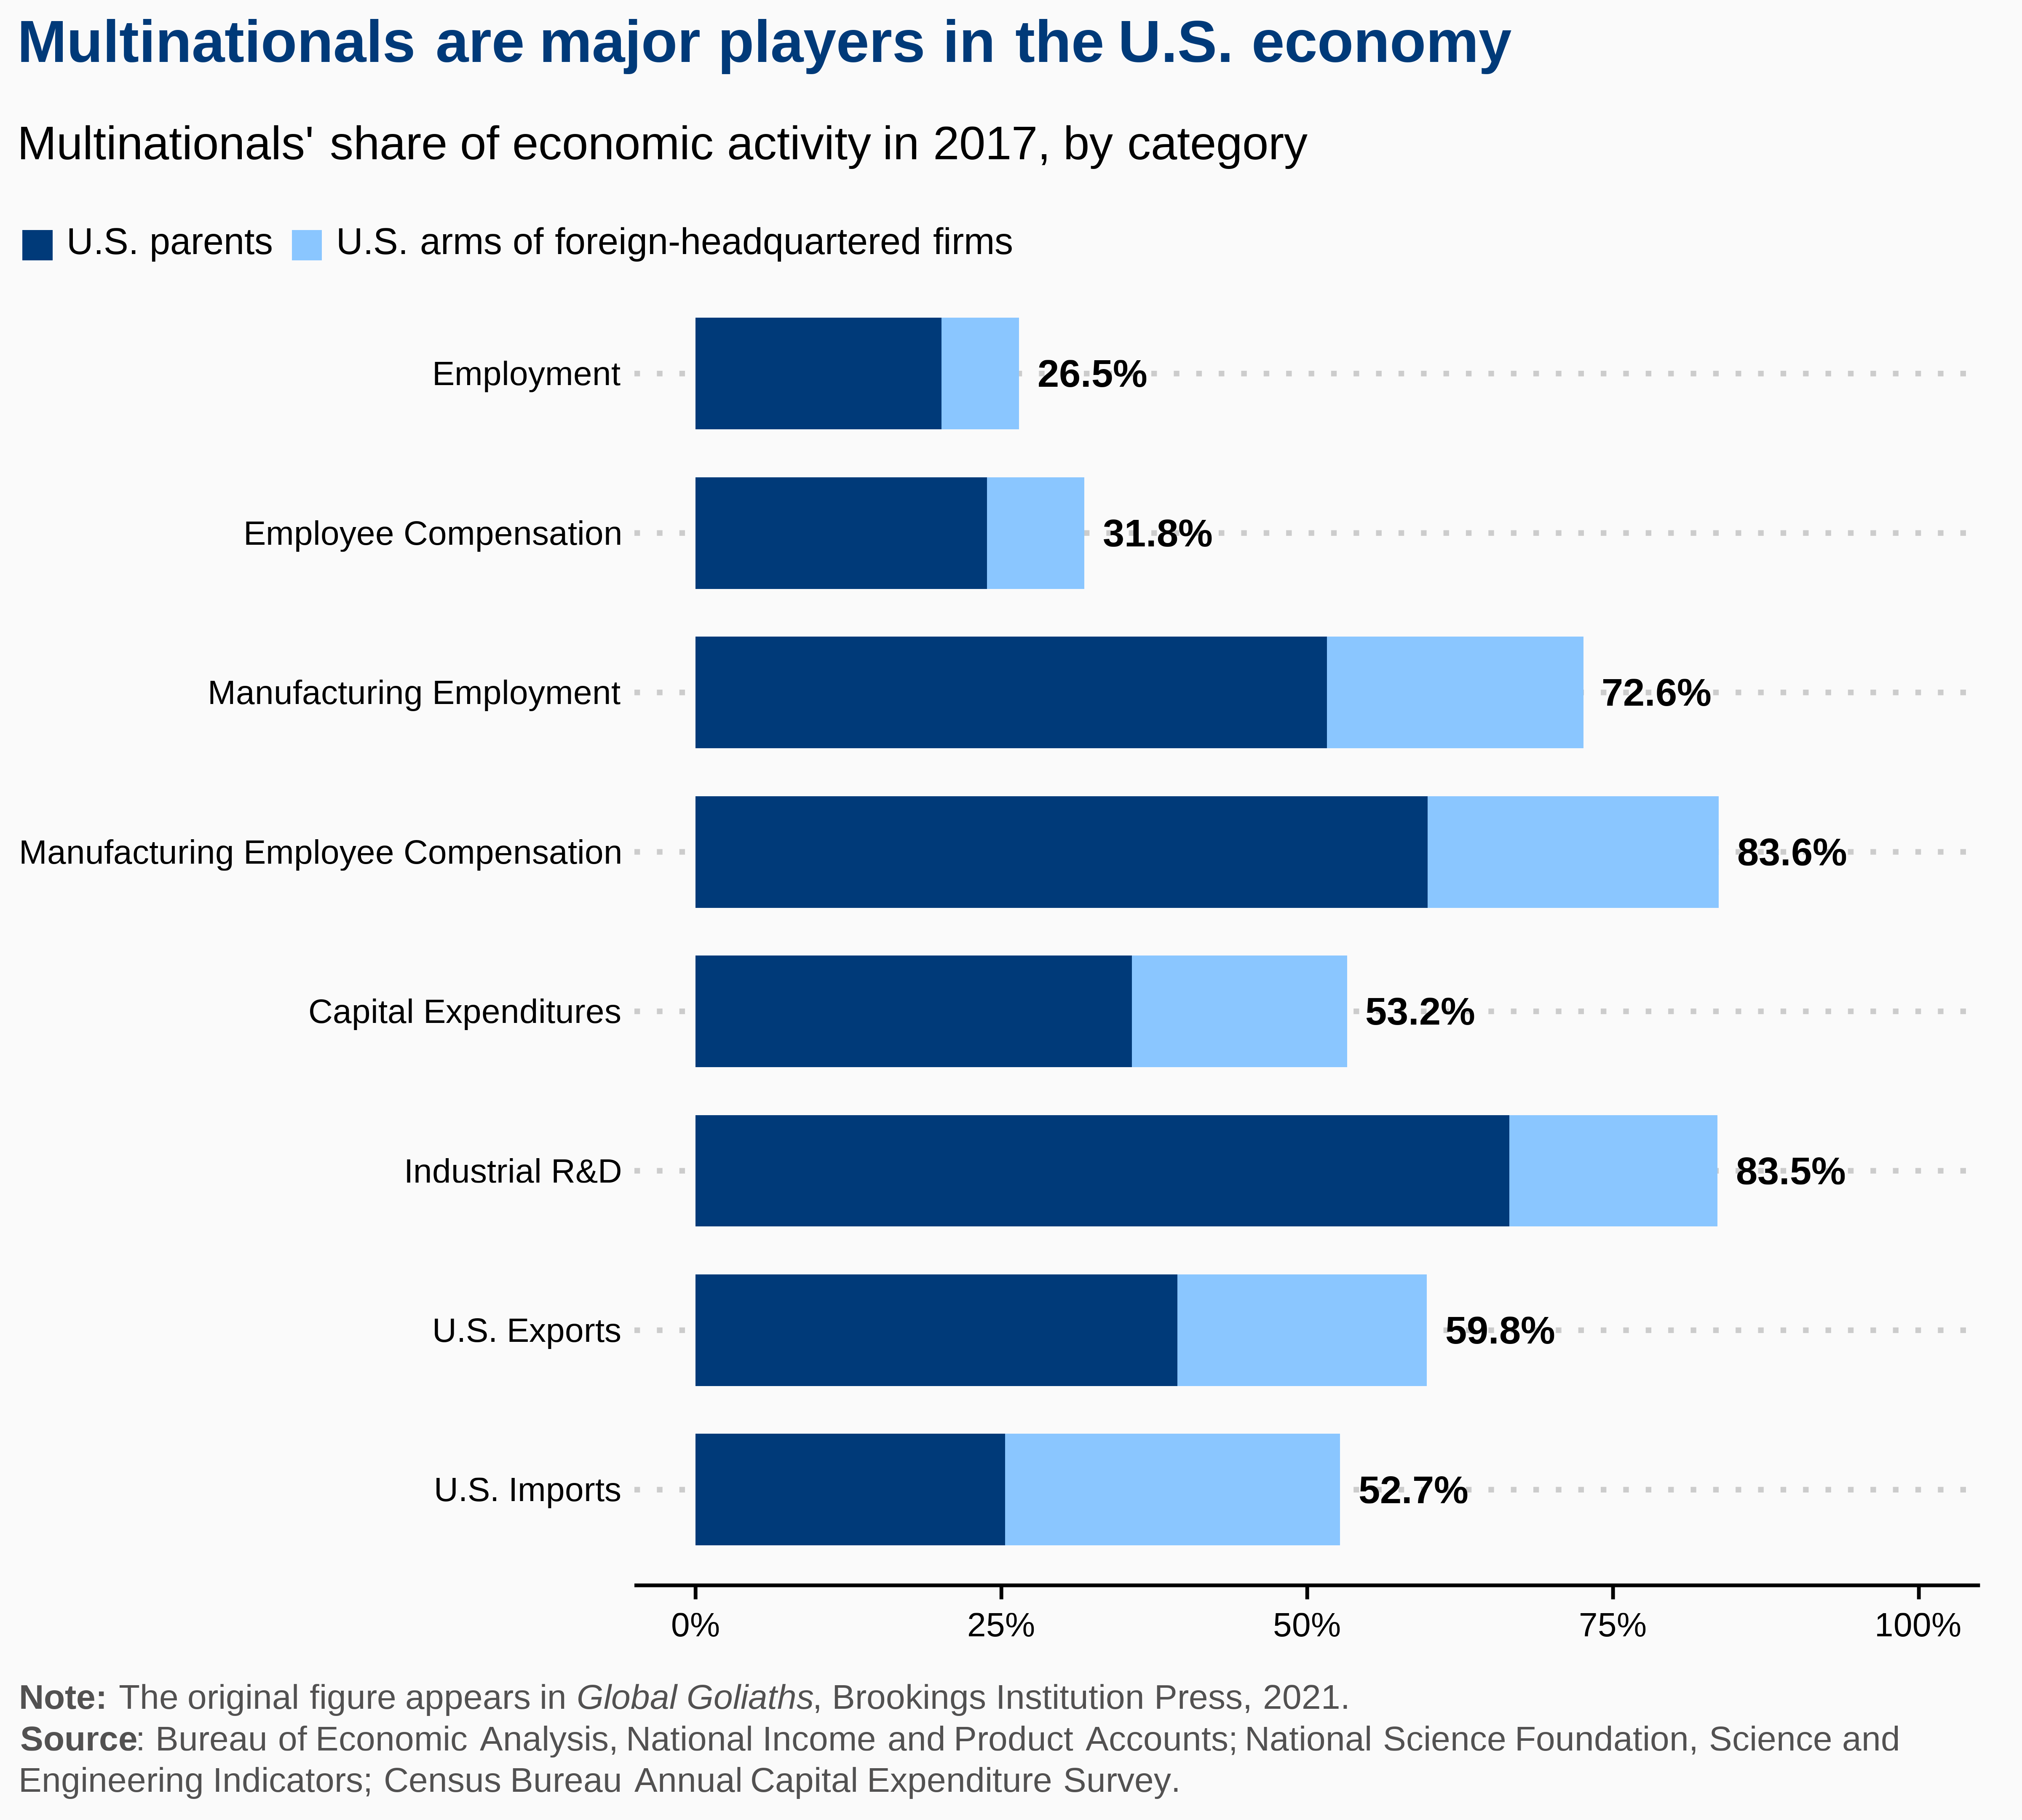 Multinationals are major players in the U.S. economy
Multinationals' share of economic activity in 2017, by category
U.S. parents U.S. arms of foreign-headquartered firms
Employment 26.5%
Employee Compensation 31.8%
Manufacturing Employment 72.6%
Manufacturing Employee Compensation 83.6%
Capital Expenditures 53.2%
Industrial R&D 83.5%
U.S. Exports 59.8%
U.S. Imports 52.7%
0% 25% 50% 75% 100%
Note: The original figure appears in Global Goliaths, Brookings Institution Press, 2021.
Source: Bureau of Economic Analysis, National Income and Product Accounts; National Science Foundation, Science and
Engineering Indicators; Census Bureau Annual Capital Expenditure Survey.